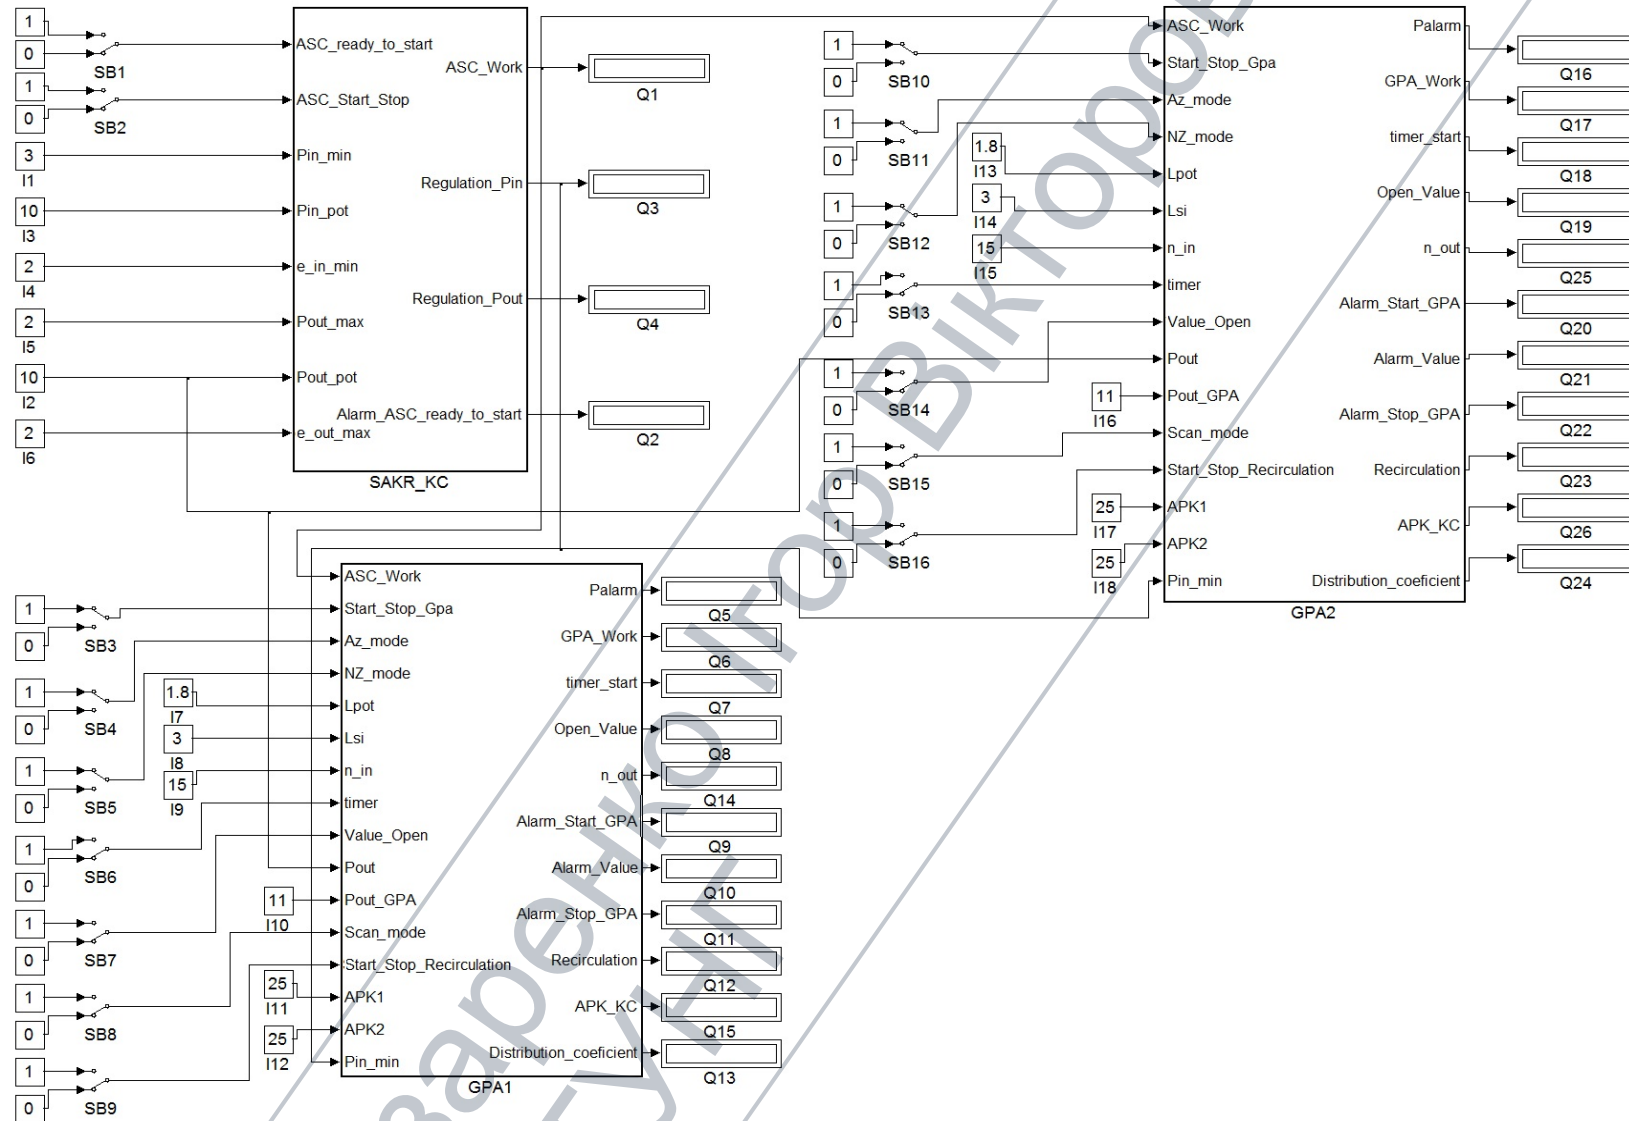 1
0
SB1
1
0
SB2
3
I1
10
I3
2
I4
2
I5
10
I2
2
I6
ASC_ready_to_start
ASC_Start_Stop
Pin_min
Pin_pot
e_in_min
Pout_max
Pout_pot
e_out_max
ASC_Work
Regulation_Pin
Regulation_Pout
Alarm_ASC_ready_to_start
SAKR_KC
Q1
Q3
Q4
Q2
1
0
SB3
1
0
SB4
1
0
SB5
1
0
SB6
1
0
SB7
1
0
SB8
1
0
SB9
1.8
I7
3
I8
15
I9
11
I10
25
I11
25
I12
ASC_Work
Start_Stop_Gpa
Az_mode
NZ_mode
Lpot
Lsi
n_in
timer
Value_Open
Pout
Pout_GPA
Scan_mode
Start_Stop_Recirculation
APK1
APK2
Pin_min
Palarm
GPA_Work
timer_start
Open_Value
n_out
Alarm_Start_GPA
Alarm_Value
Alarm_Stop_GPA
Recirculation
APK_KC
Distribution_coeficient
GPA1
Q5
Q6
Q7
Q8
Q14
Q9
Q10
Q11
Q12
Q15
Q13
1
0
SB10
1
0
SB11
1
0
SB12
1
0
SB13
1
0
SB14
1
0
SB15
1
0
SB16
1.8
I13
3
I14
15
I15
11
I16
25
I17
25
I18
ASC_Work
Start_Stop_Gpa
Az_mode
NZ_mode
Lpot
Lsi
n_in
timer
Value_Open
Pout
Pout_GPA
Scan_mode
Start_Stop_Recirculation
APK1
APK2
Pin_min
Palarm
GPA_Work
timer_start
Open_Value
n_out
Alarm_Start_GPA
Alarm_Value
Alarm_Stop_GPA
Recirculation
APK_KC
Distribution_coeficient
GPA2
Q16
Q17
Q18
Q19
Q25
Q20
Q21
Q22
Q23
Q26
Q24
Ігор